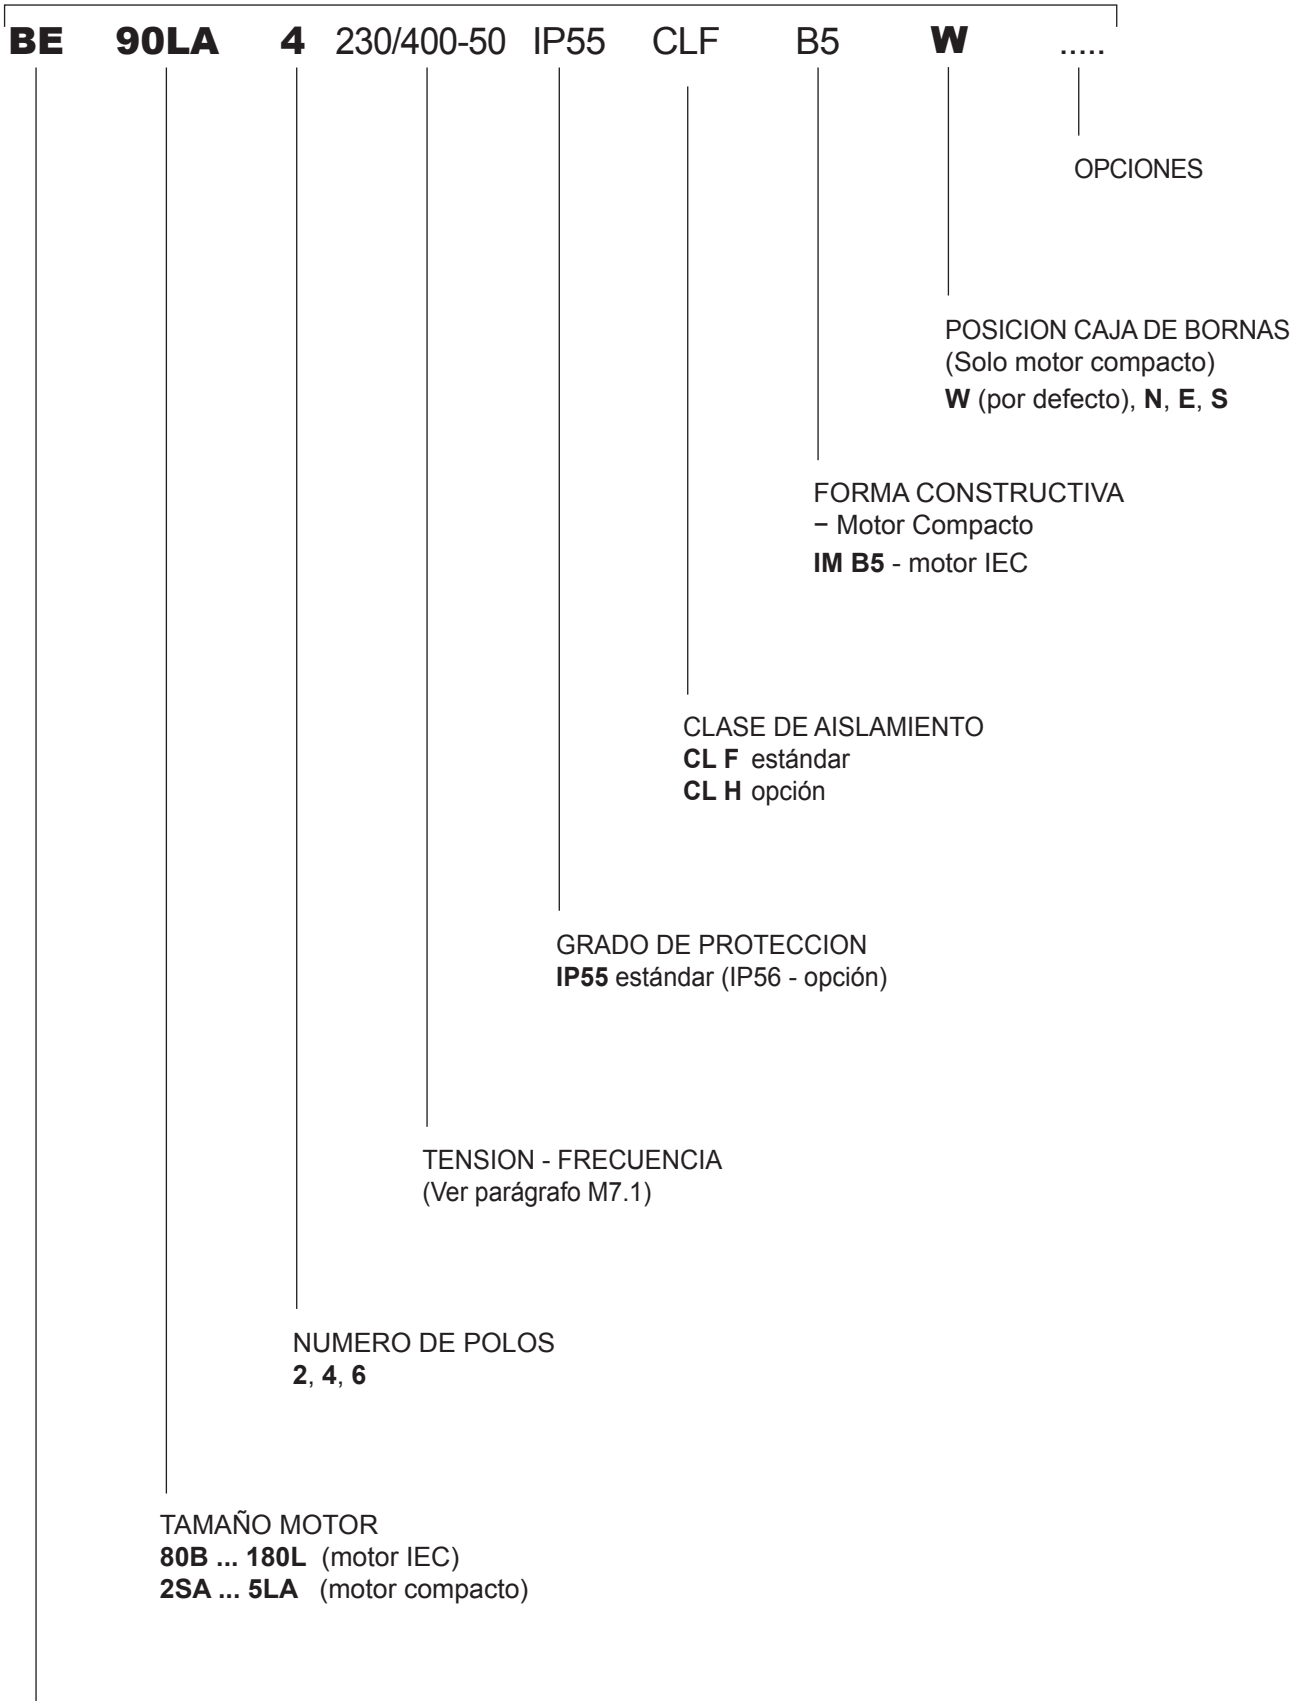 BE 90LA 4 230/400-50 IP55 CLF B5 W .....
OPCIONES
POSICION CAJA DE BORNAS
(Solo motor compacto)
W (por defecto), N, E, S
FORMA CONSTRUCTIVA
− Motor Compacto
IM B5 - motor IEC
CLASE DE AISLAMIENTO
CL F estándar
CL H opción
GRADO DE PROTECCION
IP55 estándar (IP56 - opción)
TENSION - FRECUENCIA
(Ver parágrafo M7.1)
NUMERO DE POLOS
2, 4, 6
TAMAÑO MOTOR
80B ... 180L (motor IEC)
2SA ... 5LA (motor compacto)